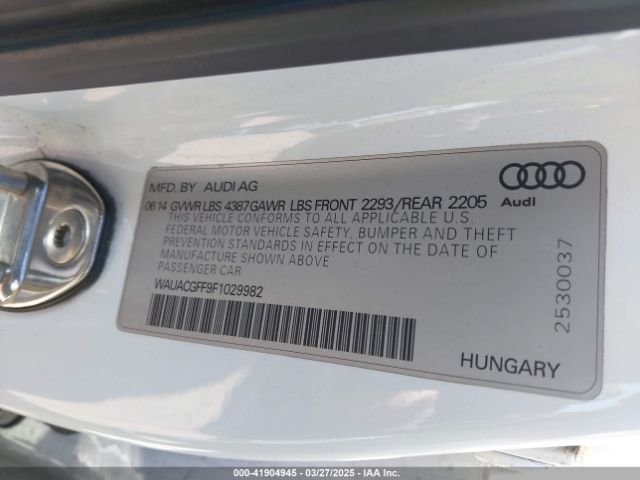 MFD. BY AUDI AG
06 14 GVWR LBS 4387GAWR LBS FRONT 2293/REAR 2205
THIS VEHICLE CONFORMS TO ALL APPLICABLE U.S.
FEDERAL MOTOR VEHICLE SAFETY, BUMPER AND THEFT
PREVENTION STANDARDS IN EFFECT ON THE DATE OF
MANUFACTURE SHOWN ABOVE
PASSENGER CAR
WAUACGFF9F1029982
Audi
2530037
HUNGARY
000-41904945 - 03/27/2025 - IAA Inc.